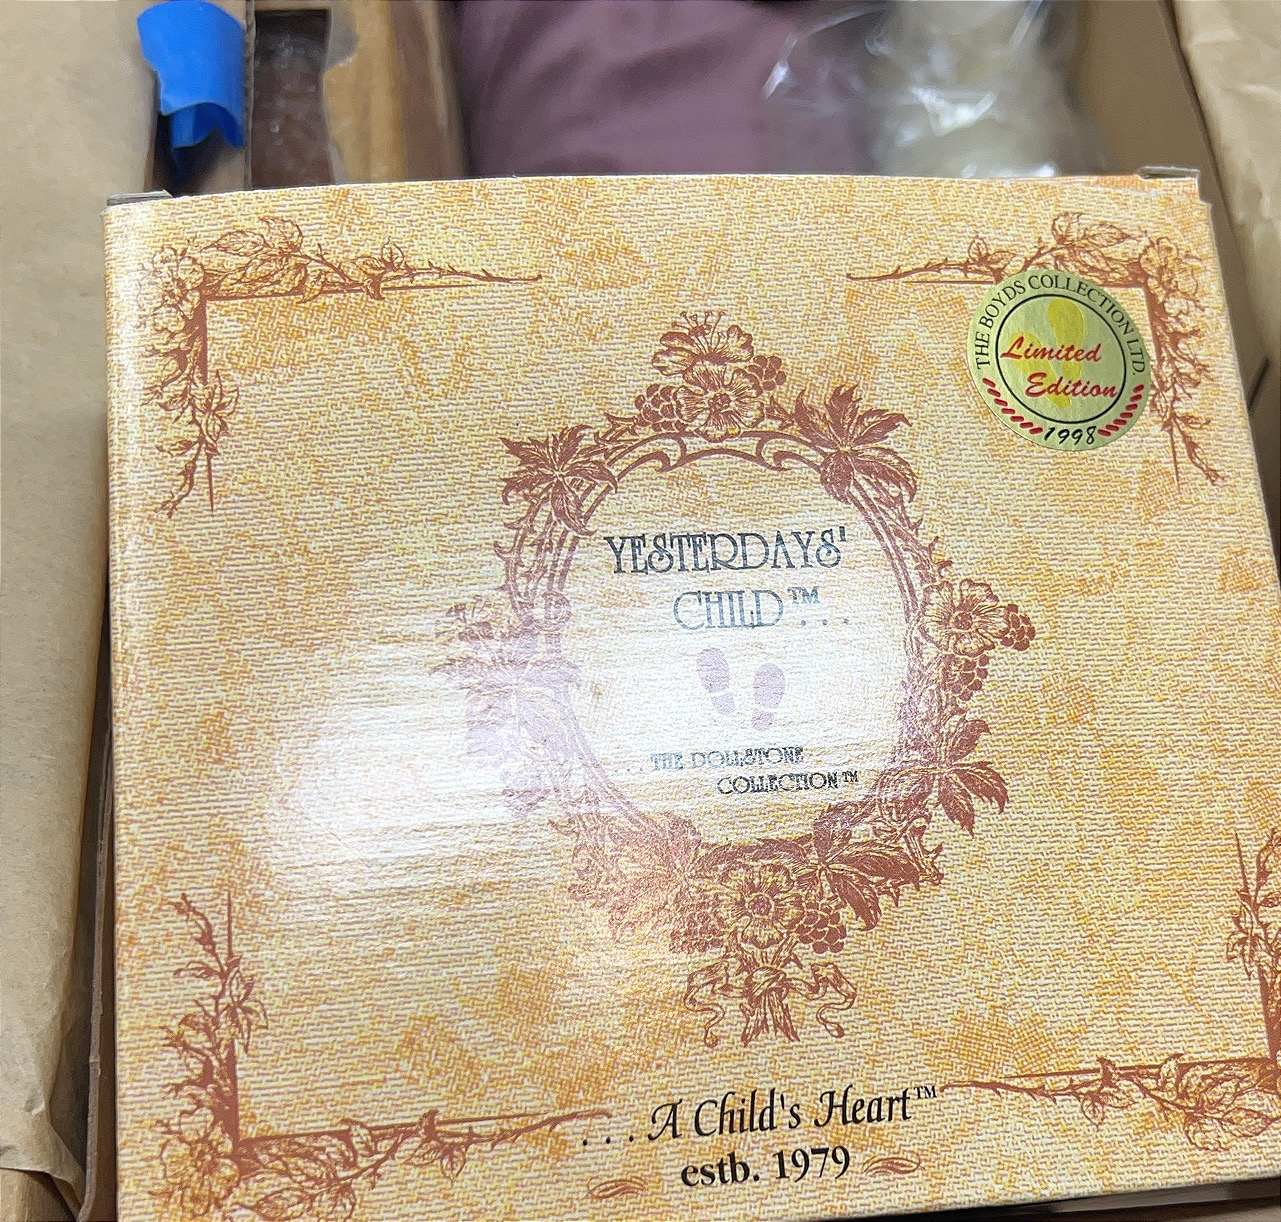 THE BOYDS COLLECTION LTD.
Limited
Edition
1998
YESTERDAYS'
CHILD™...
...THE DOLLSTONE
COLLECTION™
...A Child's Heart™
estb. 1979